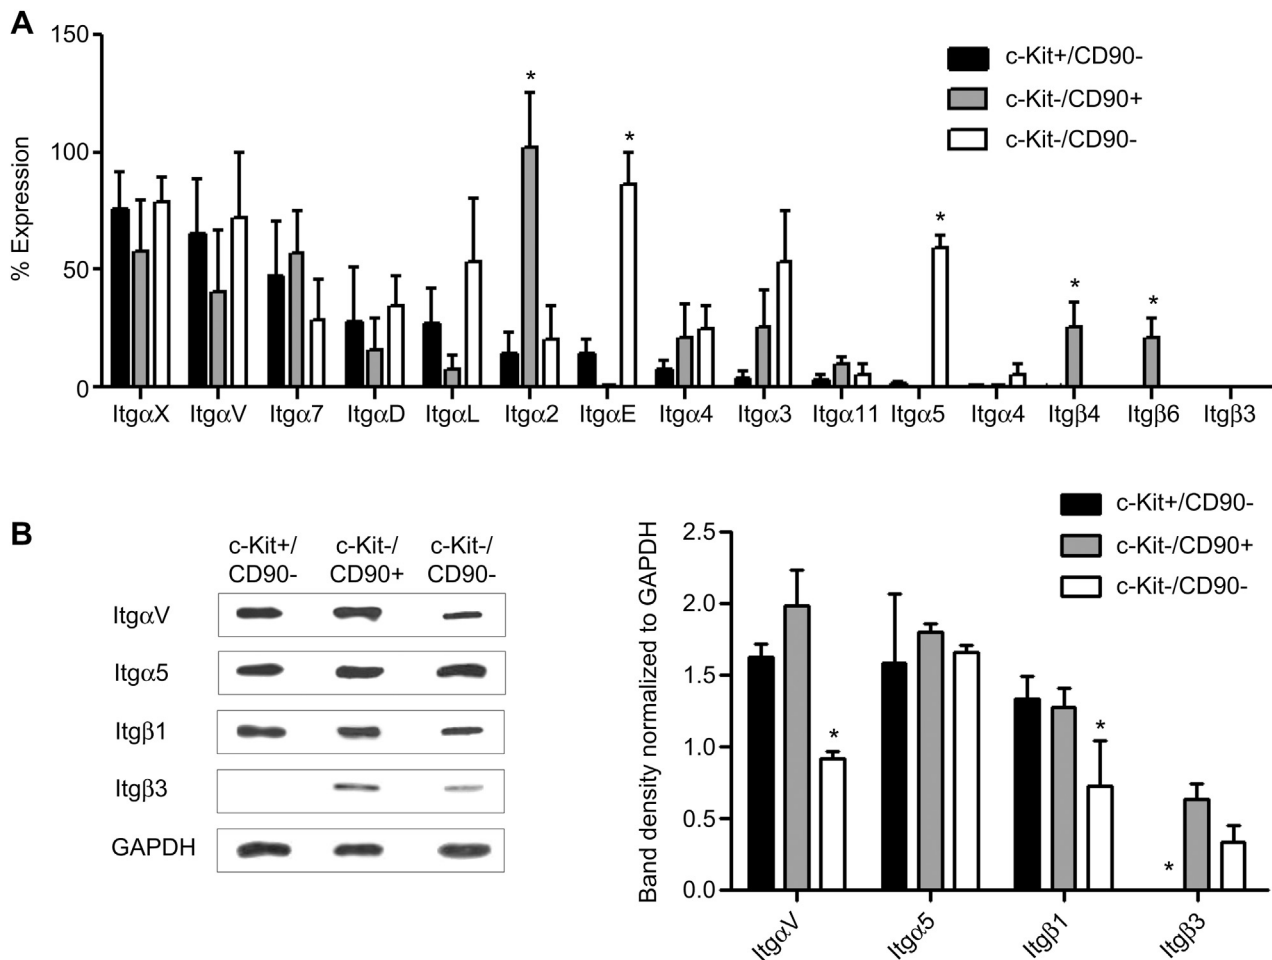 A
150
100
50
0
% Expression
c-Kit+/CD90-
c-Kit-/CD90+
c-Kit-/CD90-
*
*
*
*
*
ItgαX ItgαV Itgα7 ItgαD ItgαL Itgα2 ItgαE Itgα4 Itgα3 Itgα11 Itgα5 Itgα4 Itgβ4 Itgβ6 Itgβ3
B
c-Kit+/ c-Kit-/ c-Kit-/
CD90- CD90+ CD90-
ItgαV
Itgα5
Itgβ1
Itgβ3
GAPDH
c-Kit+/CD90-
c-Kit-/CD90+
c-Kit-/CD90-
Band density normalized to GAPDH
2.5
2.0
1.5
1.0
0.5
0.0
*
*
*
ItgαV Itgα5 Itgβ1 Itgβ3